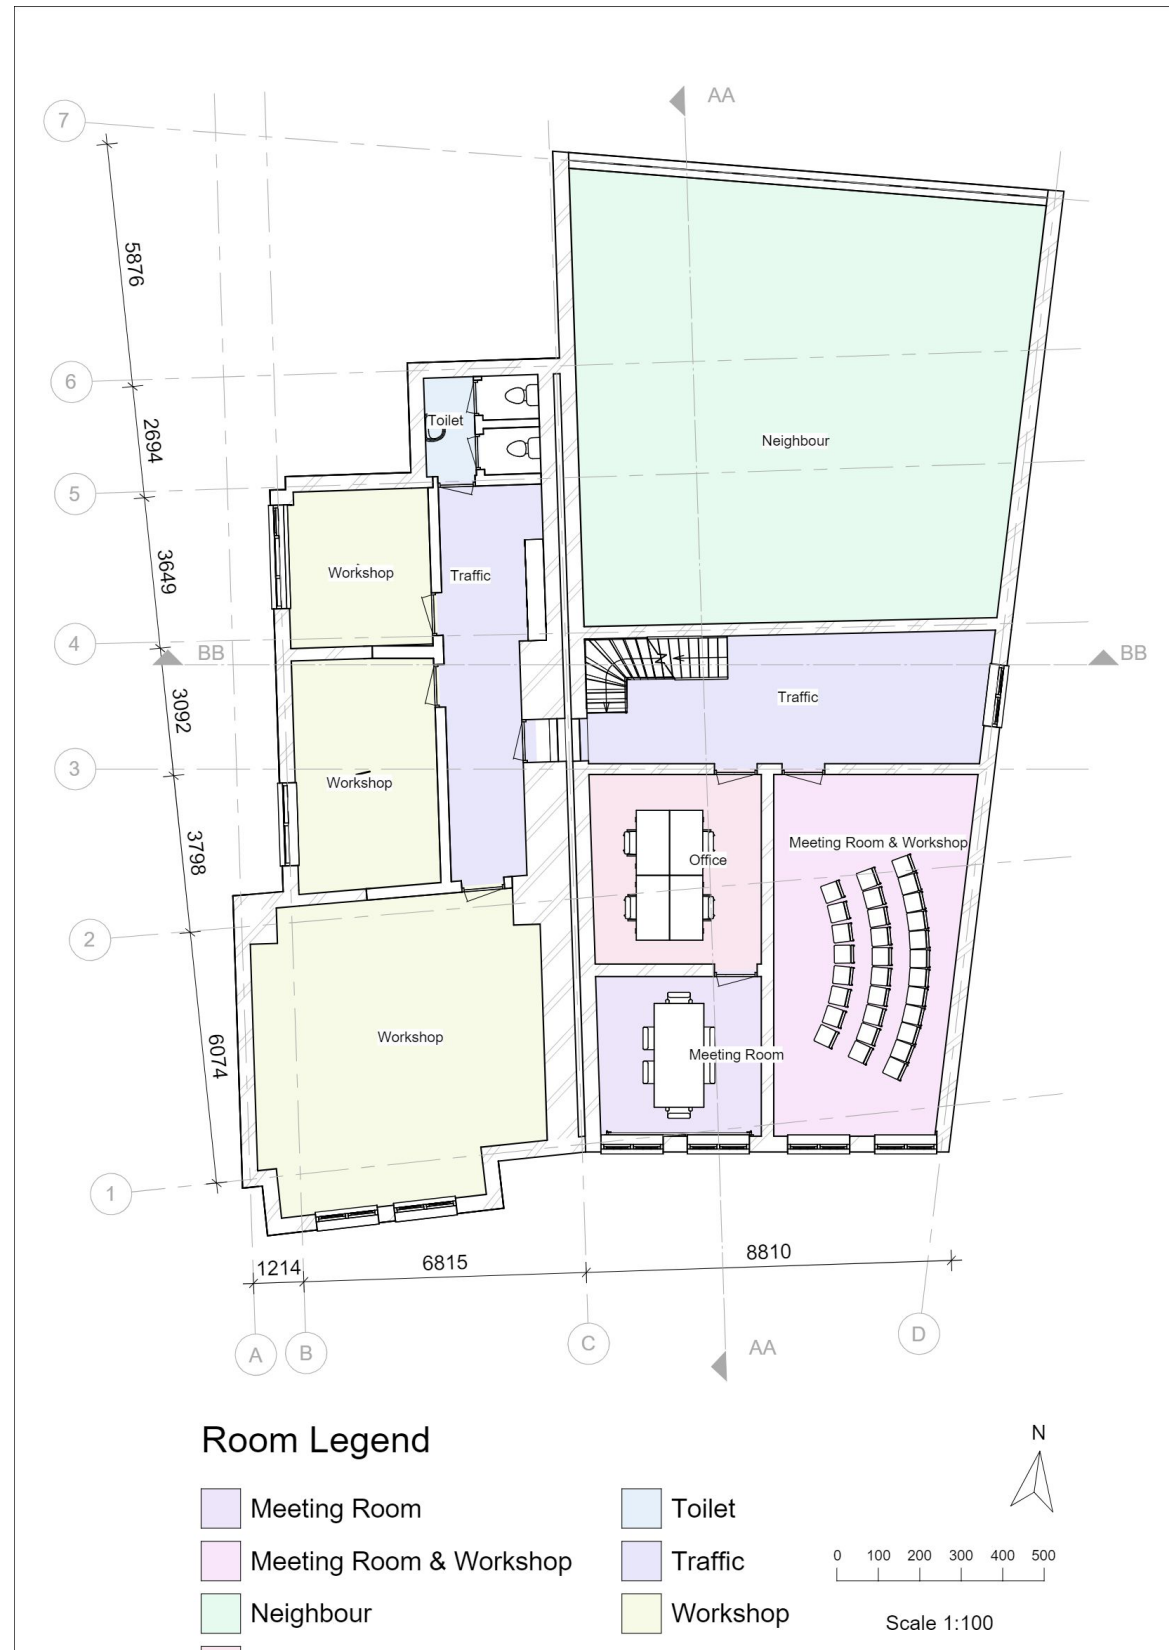 AA
7
5876
6
Toilet
2694
Neighbour
5
3649
Workshop
Traffic
4
BB
BB
3092
Traffic
3
Workshop
3798
Office
Meeting Room & Workshop
2
6074
Workshop
Meeting Room
1
1214
6815
8810
A
B
C
D
AA
Room Legend
N
Meeting Room
Toilet
Meeting Room & Workshop
Traffic
0 100 200 300 400 500
Neighbour
Workshop
Scale 1:100